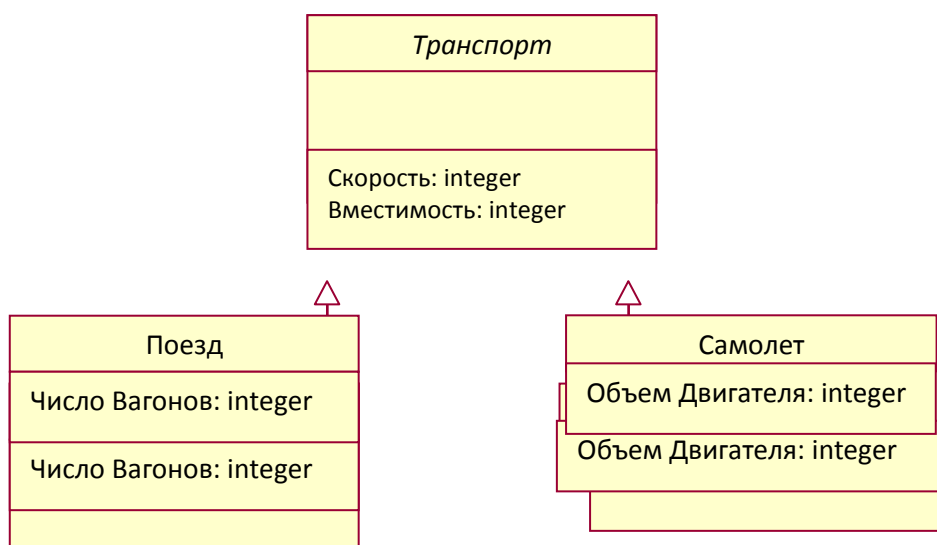 Транспорт
Скорость: integer
Вместимость: integer
Поезд
Число Вагонов: integer
Число Вагонов: integer
Самолет
Объем Двигателя: integer
Объем Двигателя: integer